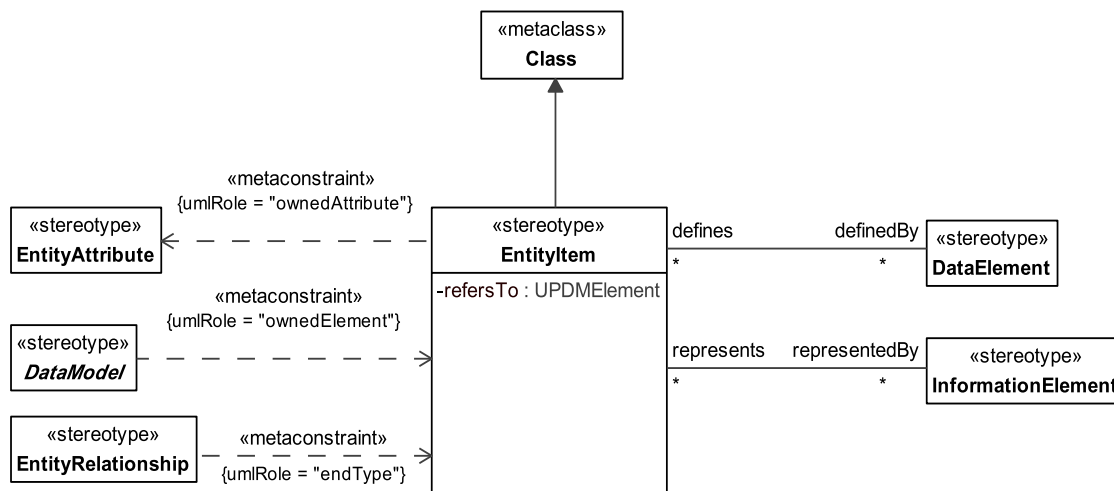 «metaclass»
Class
«metaconstraint»
{umlRole = "ownedAttribute"}
«stereotype»
EntityAttribute
«stereotype»
EntityItem
-refersTo : UPDMElement
defines
definedBy
*
*
«stereotype»
DataElement
«metaconstraint»
{umlRole = "ownedElement"}
«stereotype»
DataModel
represents
representedBy
*
*
«stereotype»
InformationElement
«stereotype»
EntityRelationship
«metaconstraint»
{umlRole = "endType"}